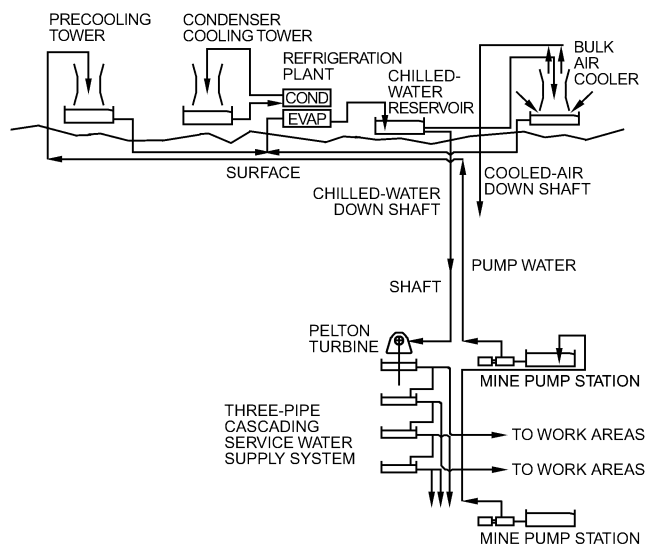 PRECOOLING
TOWER
CONDENSER
COOLING TOWER
REFRIGERATION
PLANT
COND
EVAP
CHILLED-
WATER
RESERVOIR
BULK
AIR
COOLER
SURFACE
CHILLED-WATER
DOWN SHAFT
COOLED-AIR
DOWN SHAFT
PUMP WATER
SHAFT
PELTON
TURBINE
MINE PUMP STATION
THREE-PIPE
CASCADING
SERVICE WATER
SUPPLY SYSTEM
TO WORK AREAS
TO WORK AREAS
MINE PUMP STATION